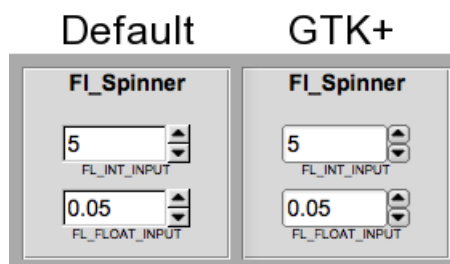 Default GTK+
Fl_Spinner Fl_Spinner
5 5
FL_INT_INPUT FL_INT_INPUT
0.05 0.05
FL_FLOAT_INPUT FL_FLOAT_INPUT